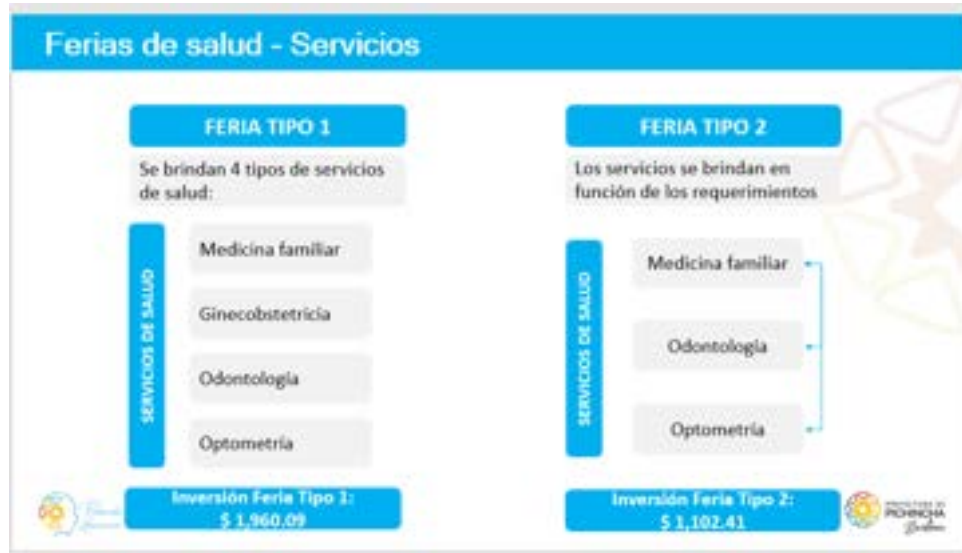 Ferias de salud - Servicios
FERIA TIPO 1
Se brindan 4 tipos de servicios
de salud:
SERVICIOS DE SALUD
Medicina familiar
Ginecobstetricia
Odontología
Optometría
Inversión Feria Tipo 1:
$ 1,960.09
FERIA TIPO 2
Los servicios se brindan en
función de los requerimientos
SERVICIOS DE SALUD
Medicina familiar
Odontología
Optometría
Inversión Feria Tipo 2:
$ 1,102.41
PREFECTURA DE
PICHINCHA